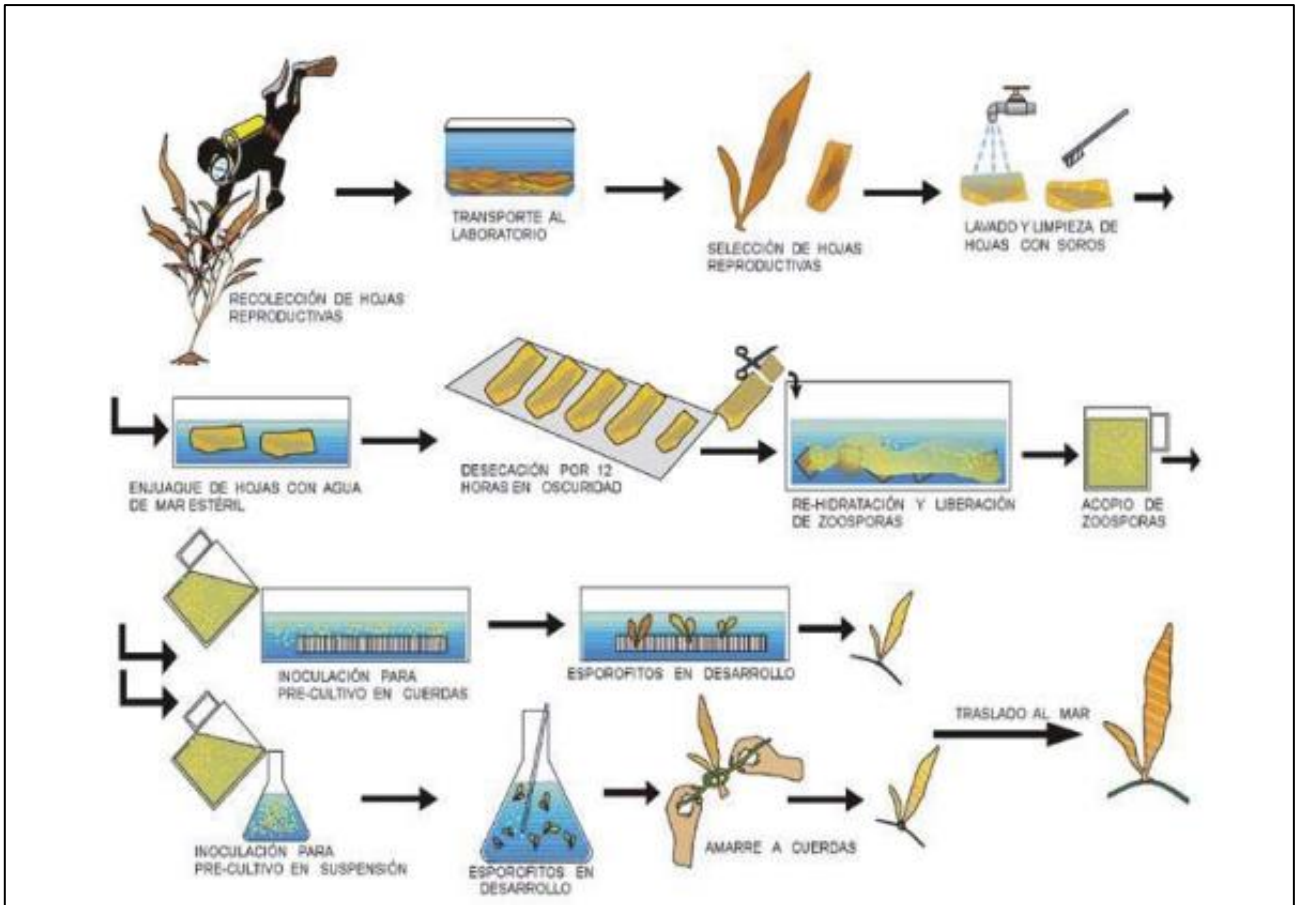 RECOLECCIÓN DE HOJAS
REPRODUCTIVAS
TRANSPORTE AL
LABORATORIO
SELECCIÓN DE HOJAS
REPRODUCTIVAS
LAVADO Y LIMPIEZA DE
HOJAS CON SOROS
ENJUAGUE DE HOJAS CON AGUA
DE MAR ESTÉRIL
DESECACIÓN POR 12
HORAS EN OSCURIDAD
RE-HIDRATACIÓN Y LIBERACIÓN
DE ZOOSPORAS
ACOPIO DE
ZOOSPORAS
INOCULACIÓN PARA
PRE-CULTIVO EN CUERDAS
ESPOROFITOS EN DESARROLLO
TRASLADO AL MAR
INOCULACIÓN PARA
PRE-CULTIVO EN SUSPENSIÓN
ESPOROFITOS EN
DESARROLLO
AMARRE A CUERDAS